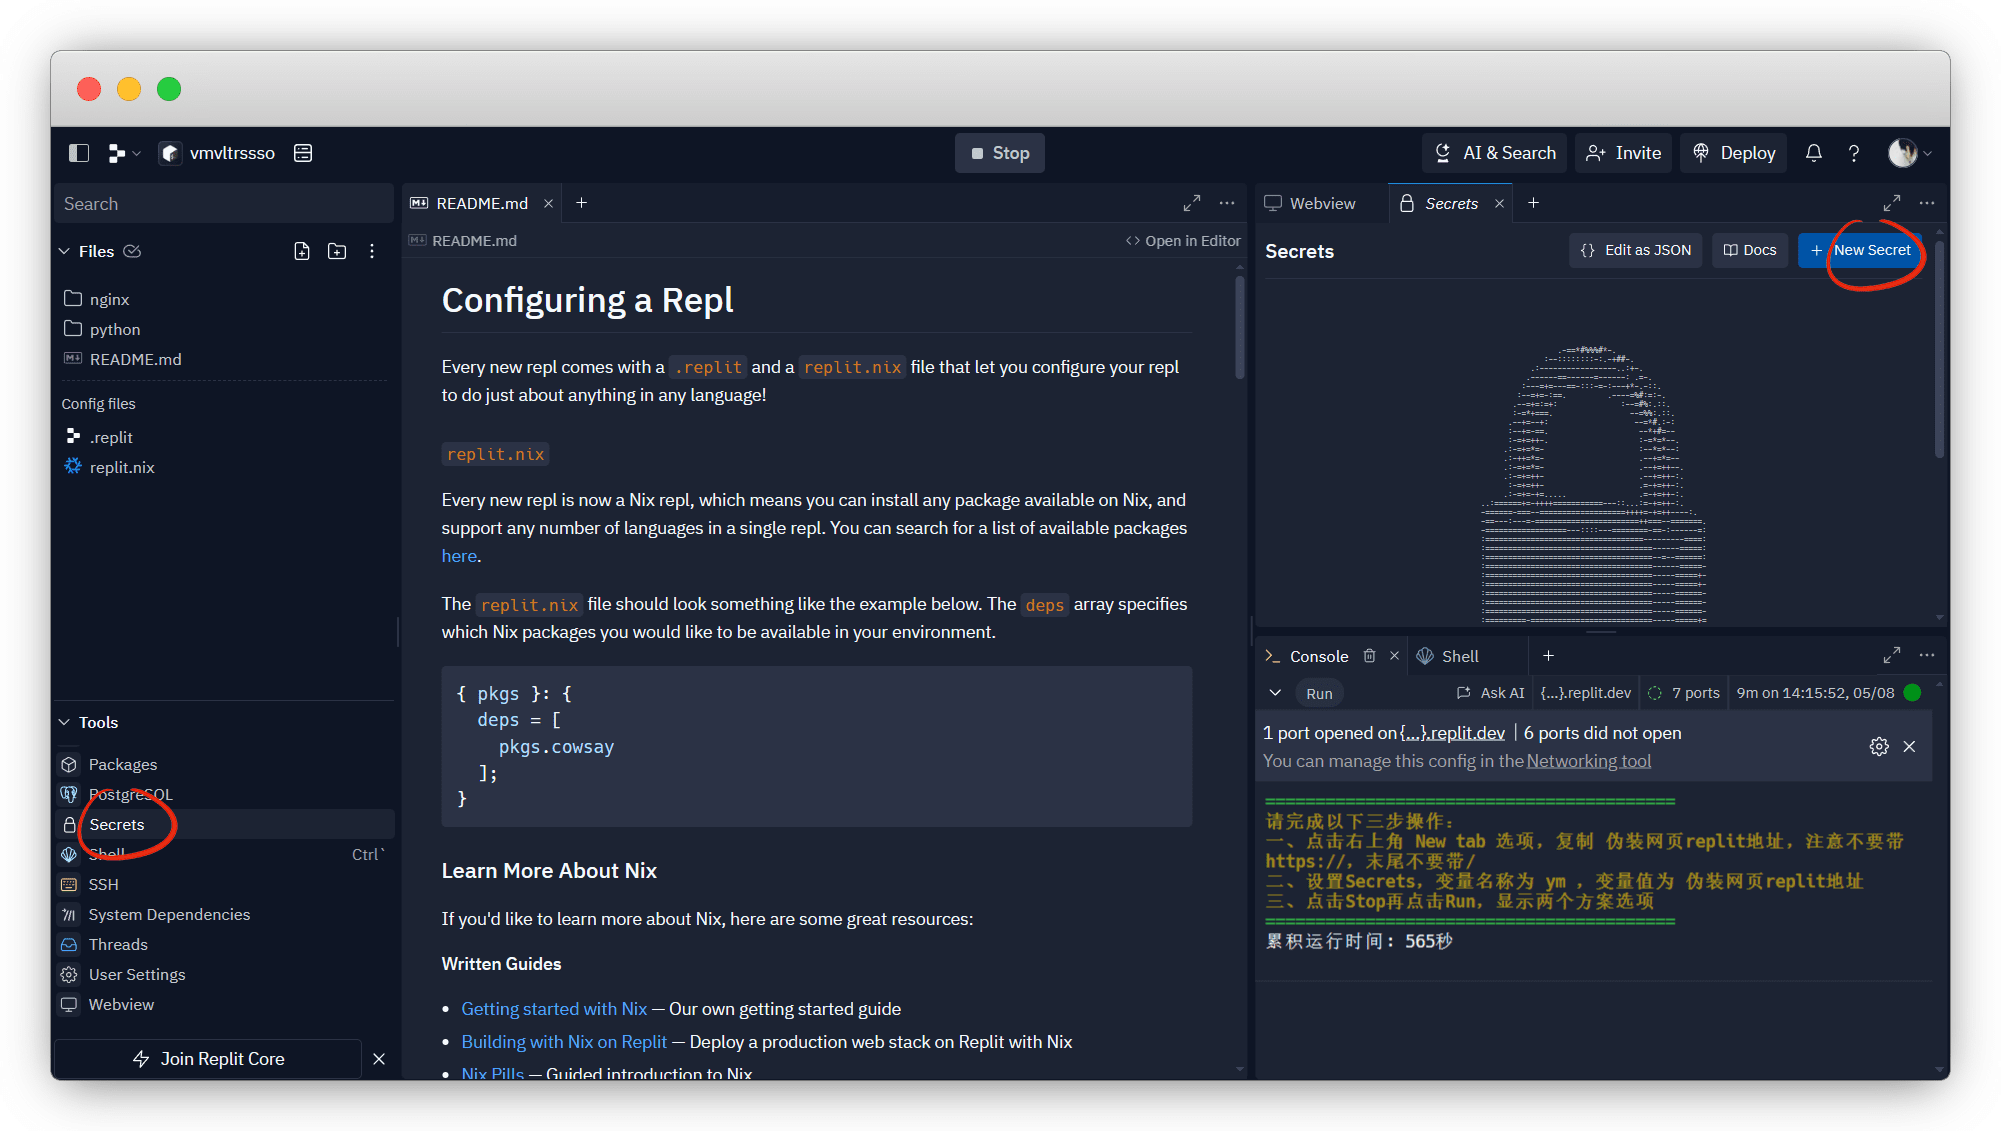 vmvltrssso
Stop
AI & Search
Invite
Deploy
Search
Files
nginx
python
README.md
Config files
.replit
replit.nix
Tools
Packages
PostgreSQL
Secrets
Shell
Ctrl`
SSH
System Dependencies
Threads
User Settings
Webview
Join Replit Core
README.md
README.md
Open in Editor
Configuring a Repl
Every new repl comes with a .replit and a replit.nix file that let you configure your repl
to do just about anything in any language!
replit.nix
Every new repl is now a Nix repl, which means you can install any package available on Nix, and
support any number of languages in a single repl. You can search for a list of available packages
here.
The replit.nix file should look something like the example below. The deps array specifies
which Nix packages you would like to be available in your environment.
{ pkgs }: {
deps = [
pkgs.cowsay
];
}
Learn More About Nix
If you'd like to learn more about Nix, here are some great resources:
Written Guides
• Getting started with Nix — Our own getting started guide
• Building with Nix on Replit — Deploy a production web stack on Replit with Nix
• Nix Pills — Guided introduction to Nix
Webview
Secrets
Secrets
{} Edit as JSON
Docs
+ New Secret
Console
Shell
Run
Ask AI
{...}.replit.dev
7 ports
9m on 14:15:52, 05/08
1 port opened on {...}.replit.dev | 6 ports did not open
You can manage this config in the Networking tool
请完成以下三步操作：
一、点击右上角 New tab 选项，复制 伪装网页replit地址，注意不要带
https://，末尾不要带/
二、设置Secrets，变量名称为 ym ，变量值为 伪装网页replit地址
三、点击Stop再点击Run，显示两个方案选项
累积运行时间：565秒